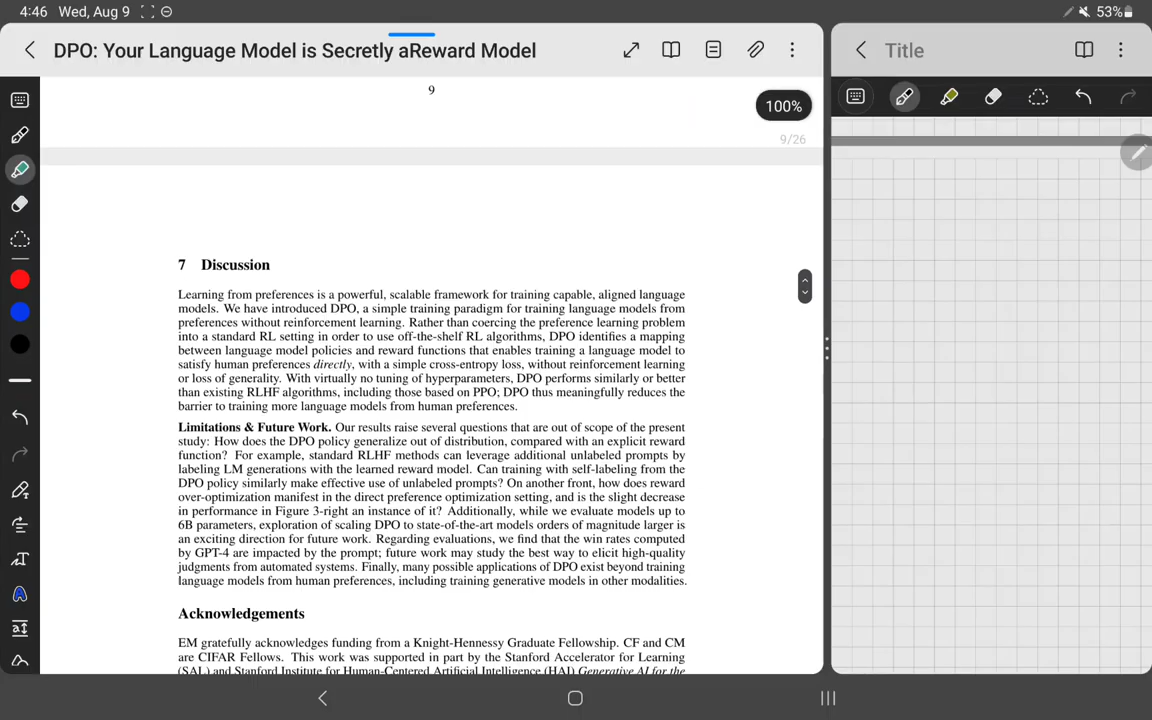 4:46 Wed, Aug 9
53%
DPO: Your Language Model is Secretly aReward Model
Title
9
100%
9/26
7 Discussion
Learning from preferences is a powerful, scalable framework for training capable, aligned language
models. We have introduced DPO, a simple training paradigm for training language models from
preferences without reinforcement learning. Rather than coercing the preference learning problem
into a standard RL setting in order to use off-the-shelf RL algorithms, DPO identifies a mapping
between language model policies and reward functions that enables training a language model to
satisfy human preferences directly, with a simple cross-entropy loss, without reinforcement learning
or loss of generality. With virtually no tuning of hyperparameters, DPO performs similarly or better
than existing RLHF algorithms, including those based on PPO; DPO thus meaningfully reduces the
barrier to training more language models from human preferences.
Limitations & Future Work. Our results raise several questions that are out of scope of the present
study: How does the DPO policy generalize out of distribution, compared with an explicit reward
function? For example, standard RLHF methods can leverage additional unlabeled prompts by
labeling LM generations with the learned reward model. Can training with self-labeling from the
DPO policy similarly make effective use of unlabeled prompts? On another front, how does reward
over-optimization manifest in the direct preference optimization setting, and is the slight decrease
in performance in Figure 3-right an instance of it? Additionally, while we evaluate models up to
6B parameters, exploration of scaling DPO to state-of-the-art models orders of magnitude larger is
an exciting direction for future work. Regarding evaluations, we find that the win rates computed
by GPT-4 are impacted by the prompt; future work may study the best way to elicit high-quality
judgments from automated systems. Finally, many possible applications of DPO exist beyond training
language models from human preferences, including training generative models in other modalities.
Acknowledgements
EM gratefully acknowledges funding from a Knight-Hennessy Graduate Fellowship. CF and CM
are CIFAR Fellows. This work was supported in part by the Stanford Accelerator for Learning
(SAL) and Stanford Institute for Human-Centered Artificial Intelligence (HAI) Generative AI for the